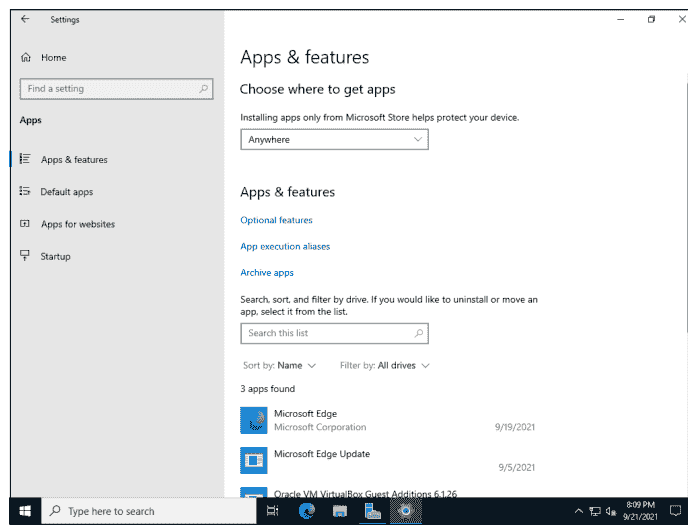 Settings
Home
Find a setting
Apps
Apps & features
Default apps
Apps for websites
Startup
Apps & features
Choose where to get apps
Installing apps only from Microsoft Store helps protect your device.
Anywhere
Apps & features
Optional features
App execution aliases
Archive apps
Search, sort, and filter by drive. If you would like to uninstall or move an
app, select it from the list.
Search this list
Sort by: Name Filter by: All drives
3 apps found
Microsoft Edge
Microsoft Corporation 9/19/2021
Microsoft Edge Update
9/5/2021
Oracle VM VirtualBox Guest Additions 6.1.26
Type here to search
8:09 PM
9/21/2021